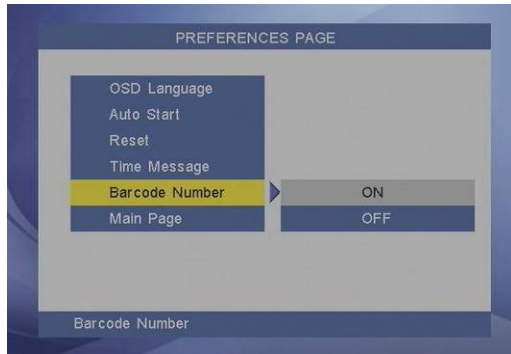 PREFERENCES PAGE
OSD Language
Auto Start
Reset
Time Message
Barcode Number
ON
Main Page
OFF
Barcode Number